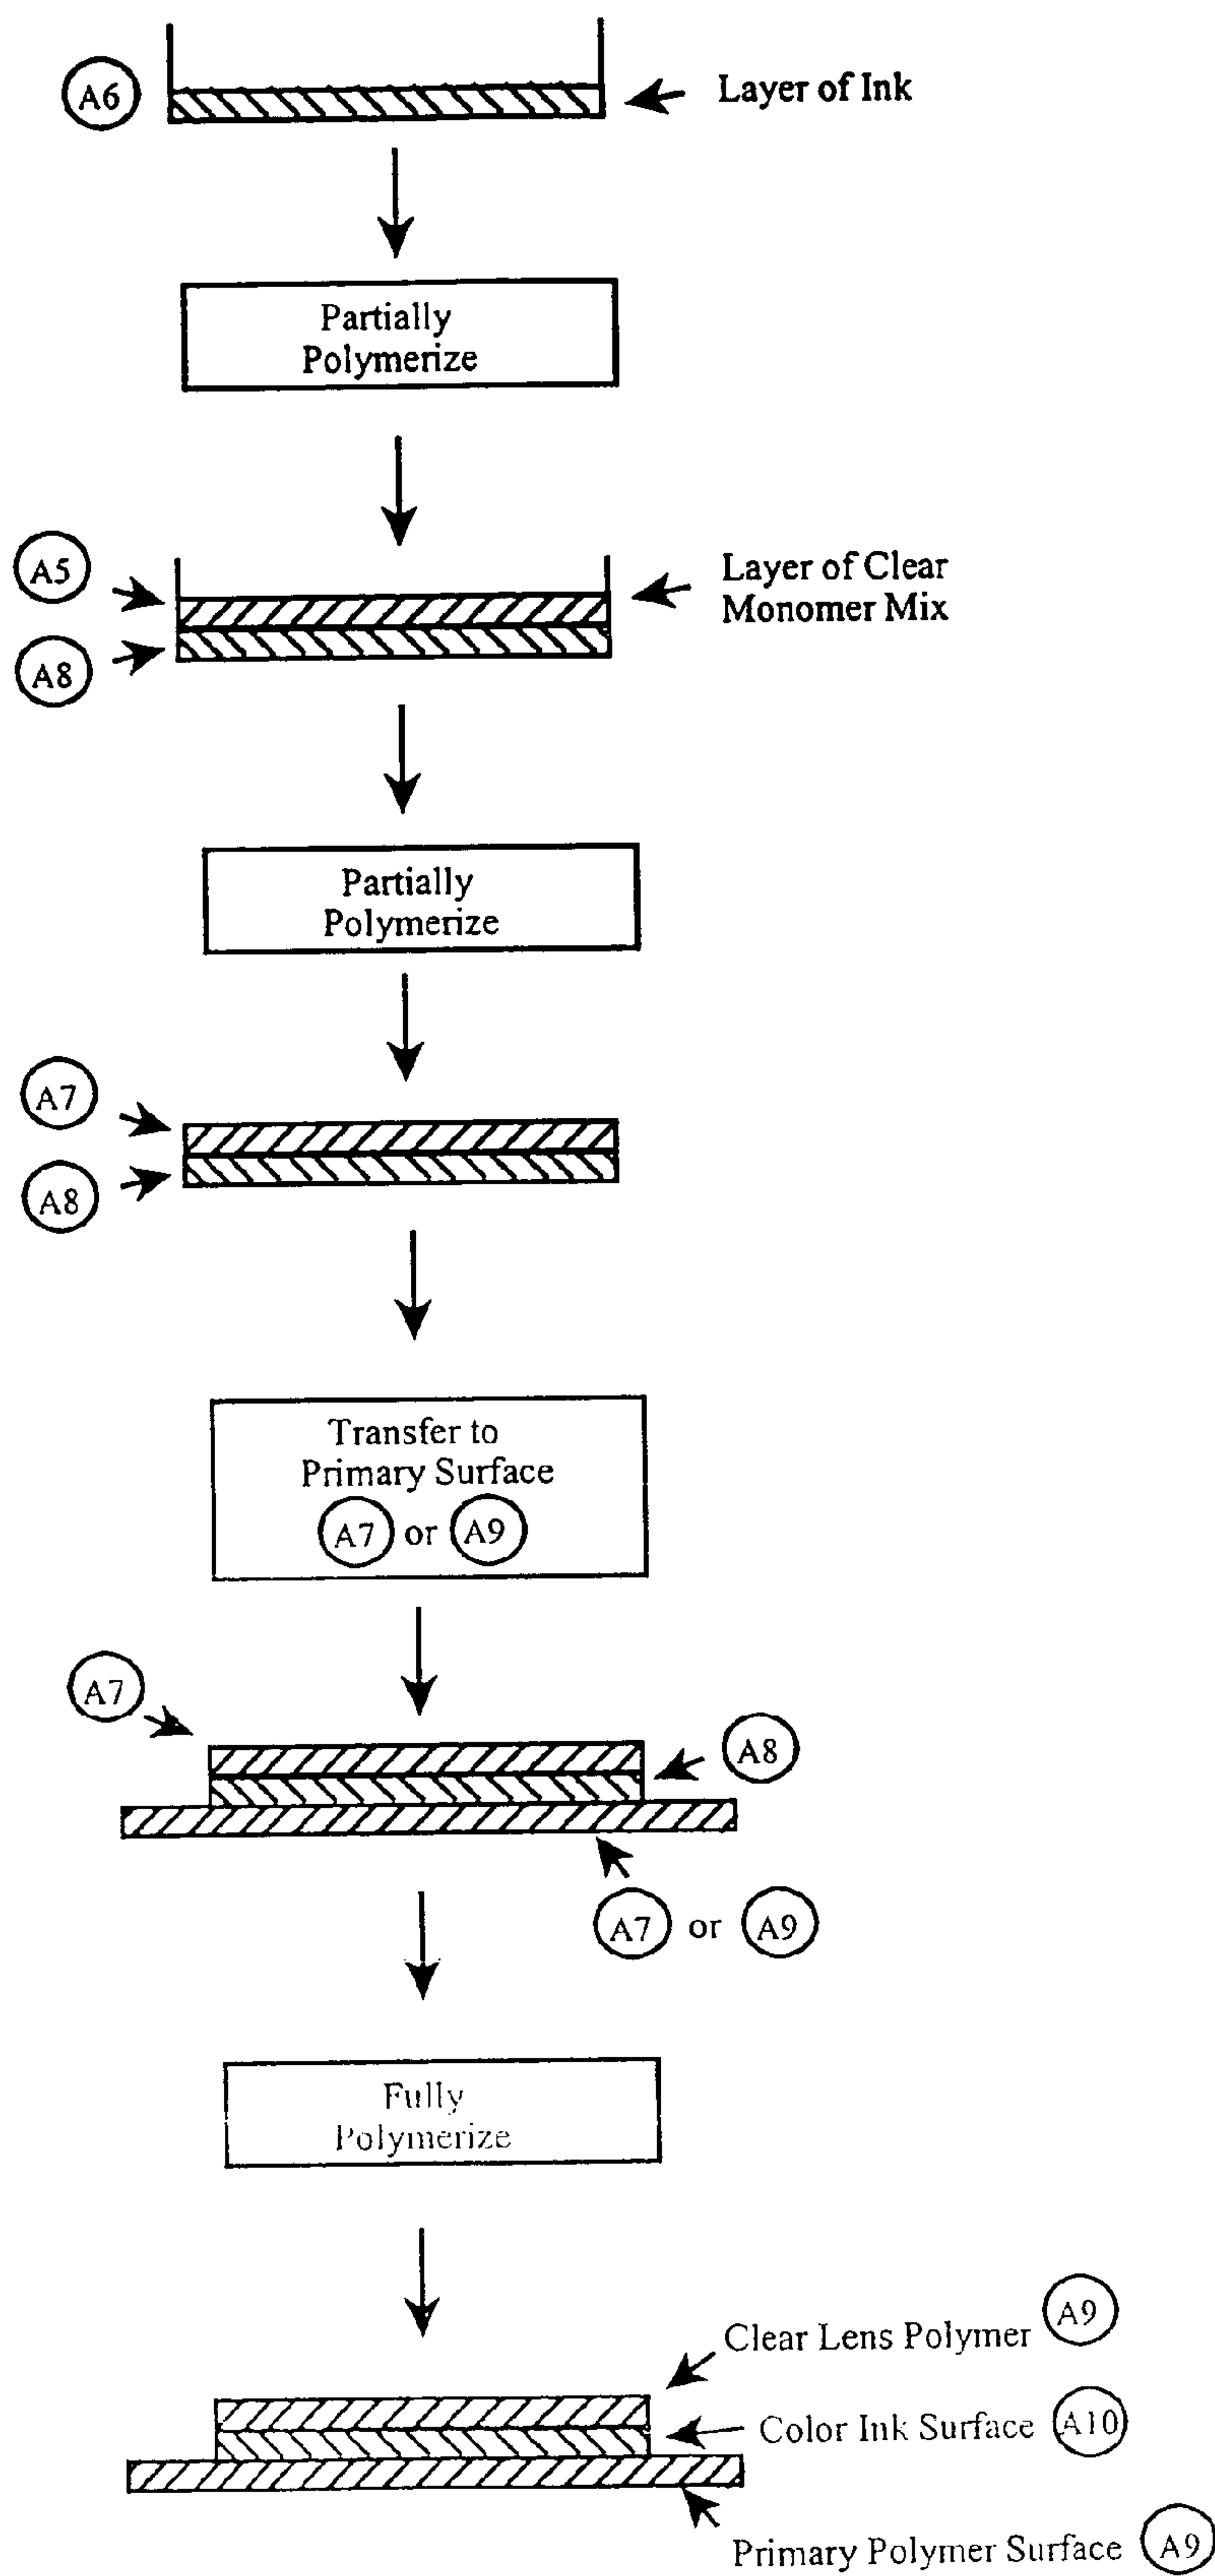 A6
Layer of Ink
Partially
Polymerize
A5
Layer of Clear
Monomer Mix
A8
Partially
Polymerize
A7
A8
Transfer to
Primary Surface
A7 or A9
A7
A8
A7 or A9
Fully
Polymerize
Clear Lens Polymer A9
Color Ink Surface A10
Primary Polymer Surface A9